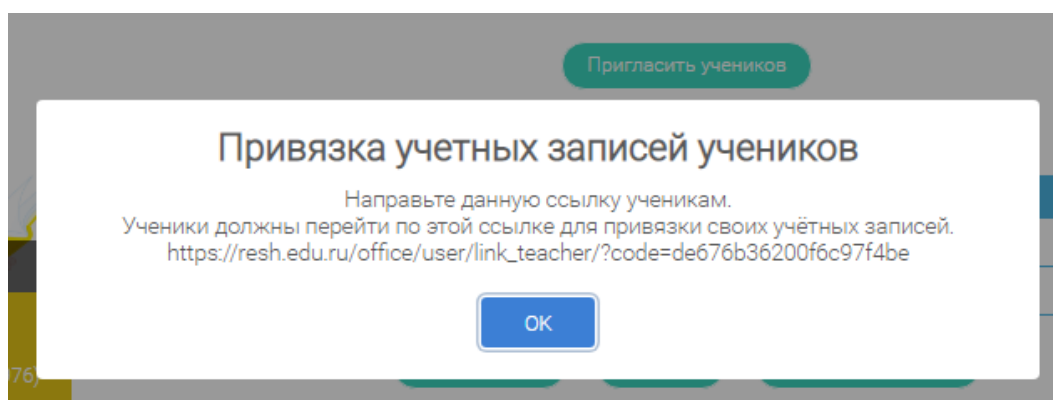 Пригласить учеников
Привязка учетных записей учеников
Направьте данную ссылку ученикам.
Ученики должны перейти по этой ссылке для привязки своих учётных записей.
https://resh.edu.ru/office/user/link_teacher/?code=de676b36200f6c97f4be
OK
76)